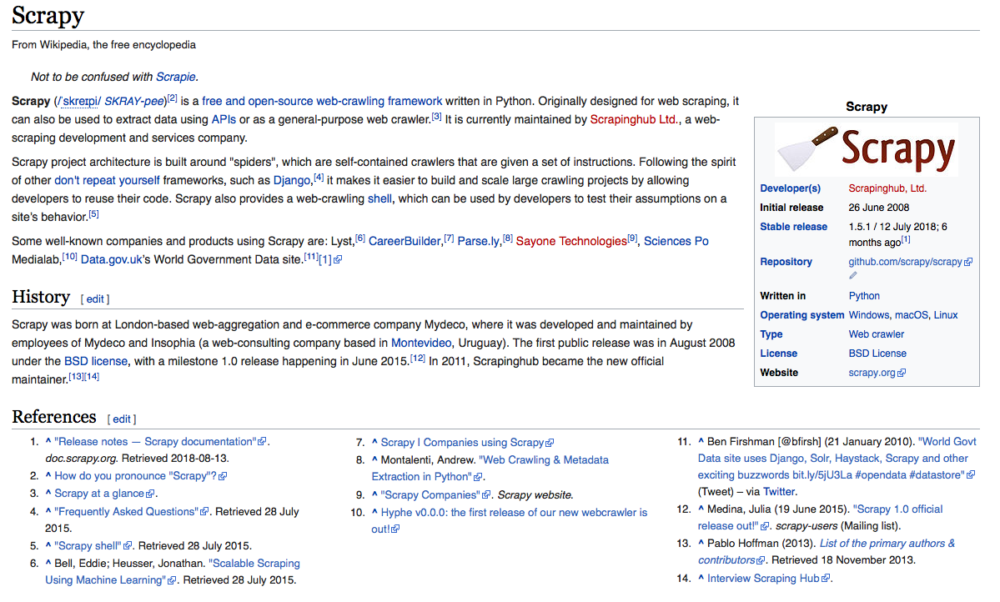 Scrapy
From Wikipedia, the free encyclopedia
Not to be confused with Scrapie.
Scrapy (/ˈskreɪpi/ SKRAY-pee)[2] is a free and open-source web-crawling framework written in Python. Originally designed for web scraping, it
can also be used to extract data using APIs or as a general-purpose web crawler.[3] It is currently maintained by Scrapinghub Ltd., a web-
scraping development and services company.
Scrapy project architecture is built around "spiders", which are self-contained crawlers that are given a set of instructions. Following the spirit
of other don't repeat yourself frameworks, such as Django,[4] it makes it easier to build and scale large crawling projects by allowing
developers to reuse their code. Scrapy also provides a web-crawling shell, which can be used by developers to test their assumptions on a
site's behavior.[5]
Some well-known companies and products using Scrapy are: Lyst,[6] CareerBuilder,[7] Parse.ly,[8] Sayone Technologies[9], Sciences Po
Medialab,[10] Data.gov.uk's World Government Data site.[11][1]
Scrapy
Scrapy
Developer(s) Scrapinghub, Ltd.
Initial release 26 June 2008
Stable release 1.5.1 / 12 July 2018; 6
months ago[1]
Repository github.com/scrapy/scrapy
Written in Python
Operating system Windows, macOS, Linux
Type Web crawler
License BSD License
Website scrapy.org
History [ edit ]
Scrapy was born at London-based web-aggregation and e-commerce company Mydeco, where it was developed and maintained by
employees of Mydeco and Insophia (a web-consulting company based in Montevideo, Uruguay). The first public release was in August 2008
under the BSD license, with a milestone 1.0 release happening in June 2015.[12] In 2011, Scrapinghub became the new official
maintainer.[13][14]
References [ edit ]
1. ^ "Release notes — Scrapy documentation".
doc.scrapy.org. Retrieved 2018-08-13.
2. ^ How do you pronounce "Scrapy"?
3. ^ Scrapy at a glance.
4. ^ "Frequently Asked Questions". Retrieved 28 July
2015.
5. ^ "Scrapy shell". Retrieved 28 July 2015.
6. ^ Bell, Eddie; Heusser, Jonathan. "Scalable Scraping
Using Machine Learning". Retrieved 28 July 2015.
7. ^ Scrapy | Companies using Scrapy
8. ^ Montalenti, Andrew. "Web Crawling & Metadata
Extraction in Python".
9. ^ "Scrapy Companies". Scrapy website.
10. ^ Hyphe v0.0.0: the first release of our new webcrawler is
out!
11. ^ Ben Firshman [@bfirsh] (21 January 2010). "World Govt
Data site uses Django, Solr, Haystack, Scrapy and other
exciting buzzwords bit.ly/5jU3La #opendata #datastore"
(Tweet) – via Twitter.
12. ^ Medina, Julia (19 June 2015). "Scrapy 1.0 official
release out!". scrapy-users (Mailing list).
13. ^ Pablo Hoffman (2013). List of the primary authors &
contributors. Retrieved 18 November 2013.
14. ^ Interview Scraping Hub.